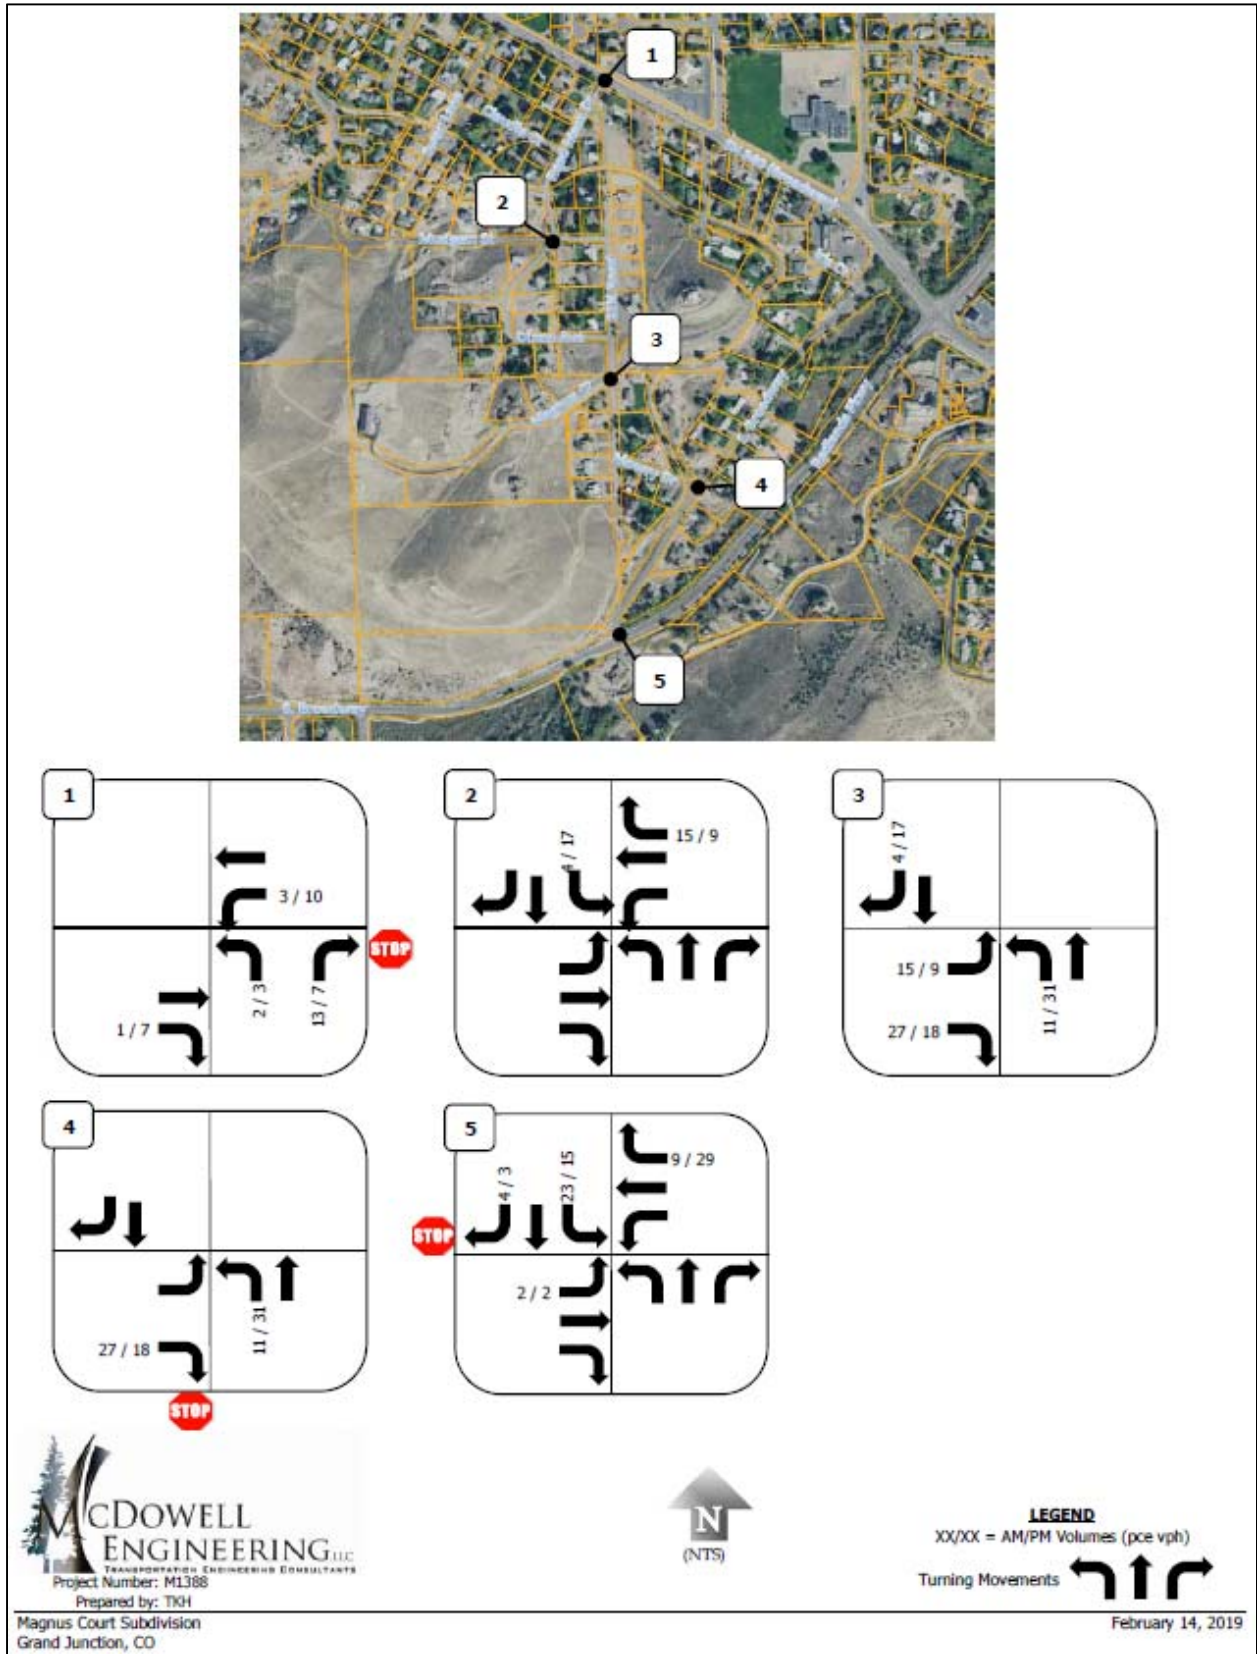 1
2
3
4
5
1
3 / 10
STOP
2 / 3
13 / 7
1 / 7
2
4 / 17
15 / 9
3
4 / 17
15 / 9
11 / 31
27 / 18
4
11 / 31
27 / 18
STOP
5
4 / 3
23 / 15
9 / 29
STOP
2 / 2
MCDOWELL
ENGINEERING, LLC
TRANSPORTATION ENGINEERING CONSULTANTS
Project Number: M1388
Prepared by: TKH
N
(NTS)
LEGEND
XX/XX = AM/PM Volumes (pce vph)
Turning Movements
Magnus Court Subdivision
Grand Junction, CO
February 14, 2019